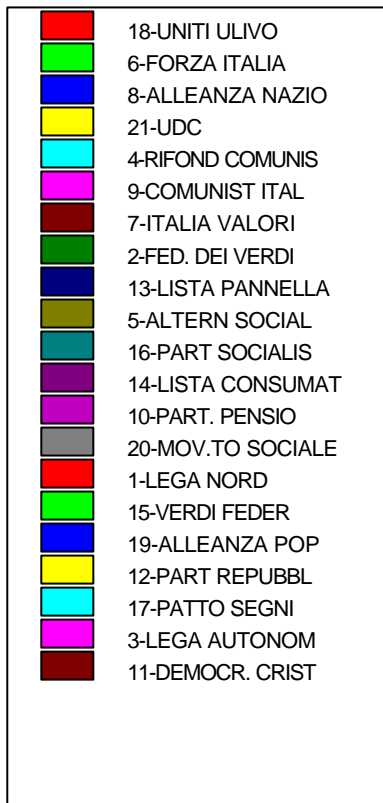 18-UNITI ULIVO
6-FORZA ITALIA
8-ALLEANZA NAZIO
21-UDC
4-RIFOND COMUNIS
9-COMUNIST ITAL
7-ITALIA VALORI
2-FED. DEI VERDI
13-LISTA PANNELLA
5-ALTERN SOCIAL
16-PART SOCIALIS
14-LISTA CONSUMAT
10-PART. PENSIO
20-MOV.TO SOCIALE
1-LEGA NORD
15-VERDI FEDER
19-ALLEANZA POP
12-PART REPUBBL
17-PATTO SEGNI
3-LEGA AUTONOM
11-DEMOCR. CRIST